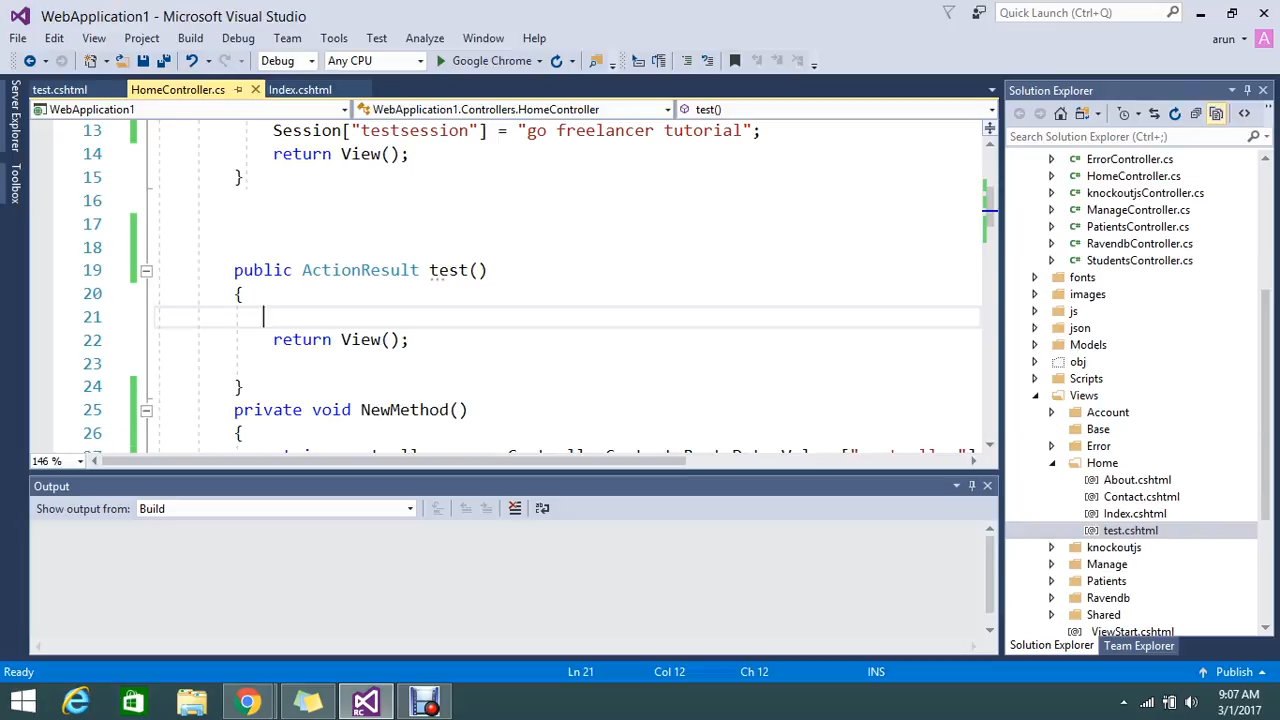 WebApplication1 - Microsoft Visual Studio
Quick Launch (Ctrl+Q)
File Edit View Project Build Debug Team Tools Test Analyze Window Help
arun A
Debug Any CPU Google Chrome
test.cshtml HomeController.cs Index.cshtml
WebApplication1 WebApplication1.Controllers.HomeController test()
Server Explorer
Toolbox
13 Session["testsession"] = "go freelancer tutorial";
14 return View();
15 }
16
17
18
19 public ActionResult test()
20 {
21
22 return View();
23
24 }
25 private void NewMethod()
26 {
146 %
Output
Show output from: Build
Solution Explorer
Search Solution Explorer (Ctrl+;)
C# ErrorController.cs
C# HomeController.cs
C# knockoutjsController.cs
C# ManageController.cs
C# PatientsController.cs
C# RavendbController.cs
C# StudentsController.cs
fonts
images
js
json
Models
obj
Scripts
Views
Account
Base
Error
Home
[@] About.cshtml
[@] Contact.cshtml
[@] Index.cshtml
[@] test.cshtml
knockoutjs
Manage
Patients
Ravendb
Shared
[@] ViewStart.cshtml
Solution Explorer Team Explorer
Ready Ln 21 Col 12 Ch 12 INS Publish
RC
9:07 AM
3/1/2017